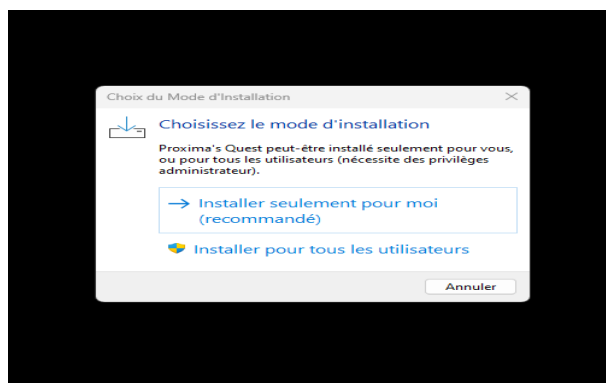 Choix du Mode d'Installation
Choisissez le mode d'installation
Proxima's Quest peut-être installé seulement pour vous,
ou pour tous les utilisateurs (nécessite des privilèges
administrateur).
Installer seulement pour moi
(recommandé)
Installer pour tous les utilisateurs
Annuler